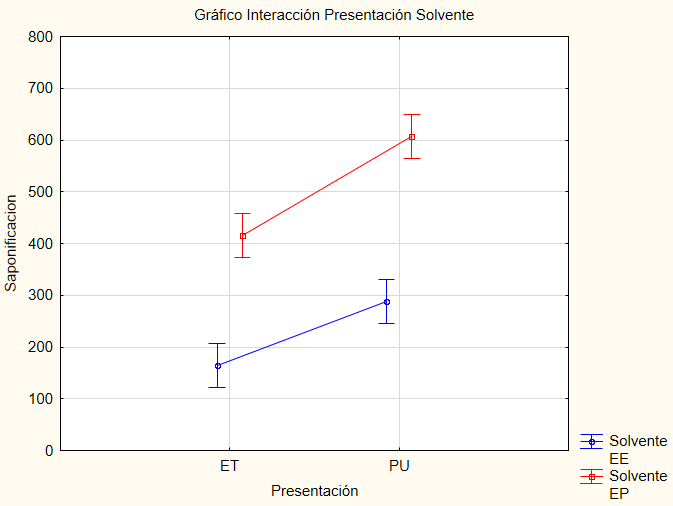 Gráfico Interacción Presentación Solvente
800
700
600
500
400
300
200
100
0
Saponificacion
ET
PU
Presentación
Solvente
EE
Solvente
EP